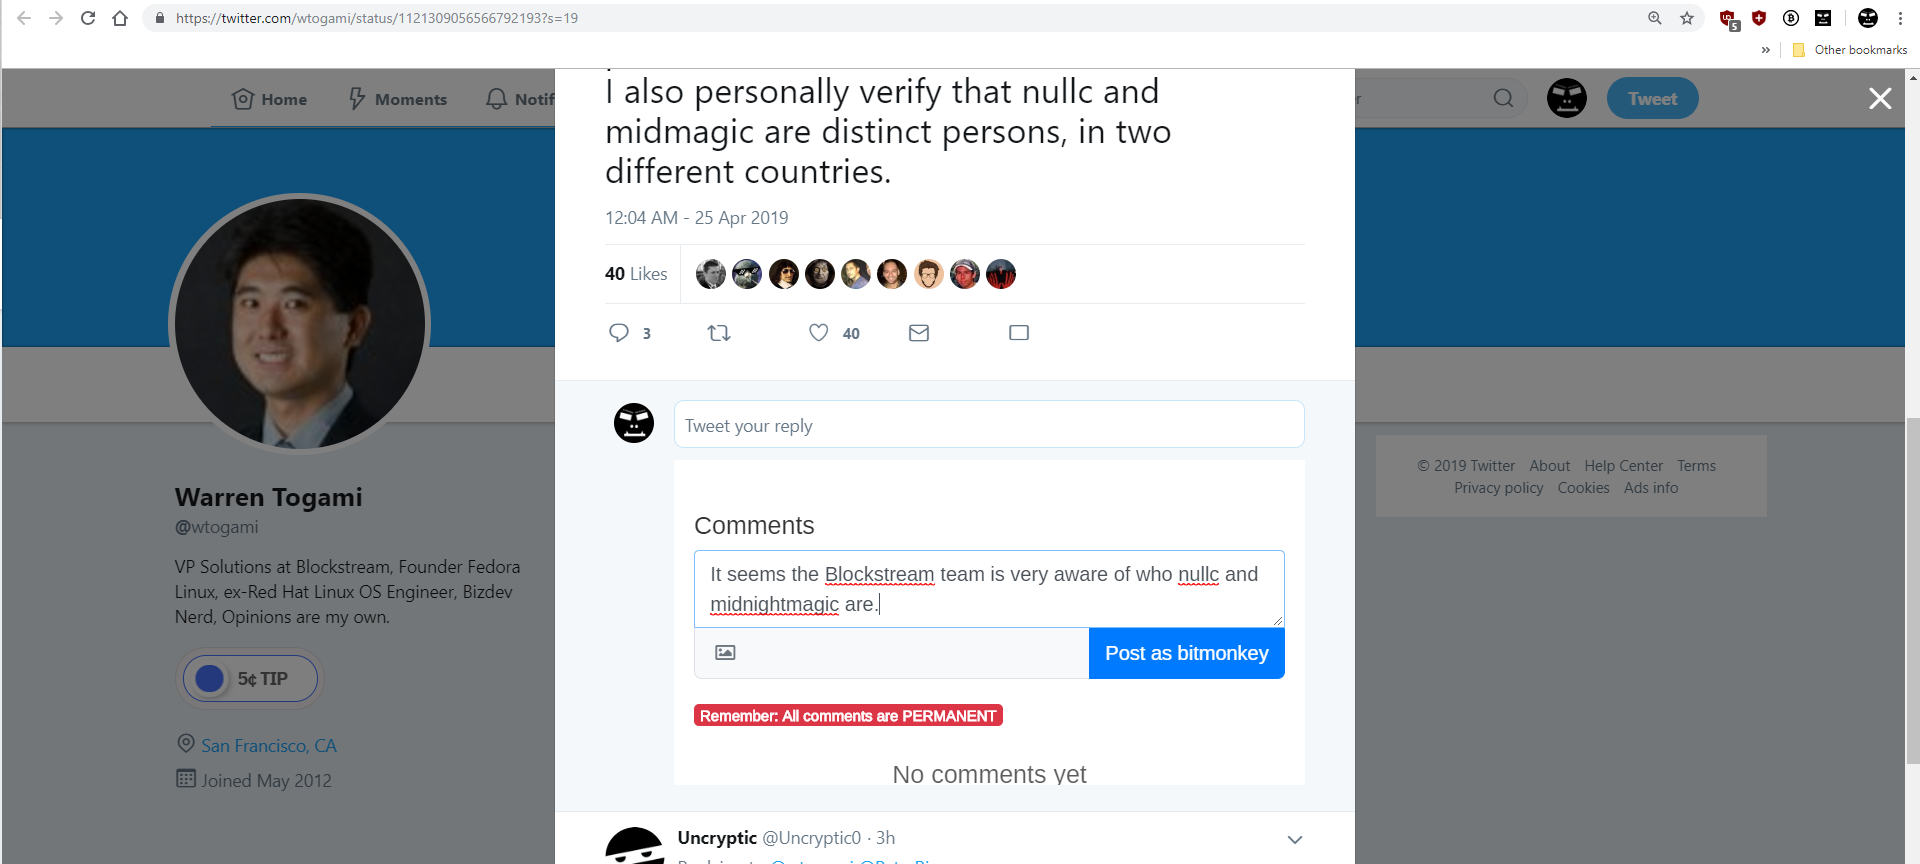 https://twitter.com/wtogami/status/1121309056566792193?s=19
5
»
Other bookmarks
Home
Moments
Notif
er
Tweet
I also personally verify that nullc and
midmagic are distinct persons, in two
different countries.
12:04 AM - 25 Apr 2019
40 Likes
3
40
Tweet your reply
Comments
It seems the Blockstream team is very aware of who nullc and
midnightmagic are.
Post as bitmonkey
Remember: All comments are PERMANENT
No comments yet
Uncryptic @Uncryptic0 · 3h
Warren Togami
@wtogami
VP Solutions at Blockstream, Founder Fedora
Linux, ex-Red Hat Linux OS Engineer, Bizdev
Nerd, Opinions are my own.
5¢ TIP
San Francisco, CA
Joined May 2012
© 2019 Twitter About Help Center Terms
Privacy policy Cookies Ads info